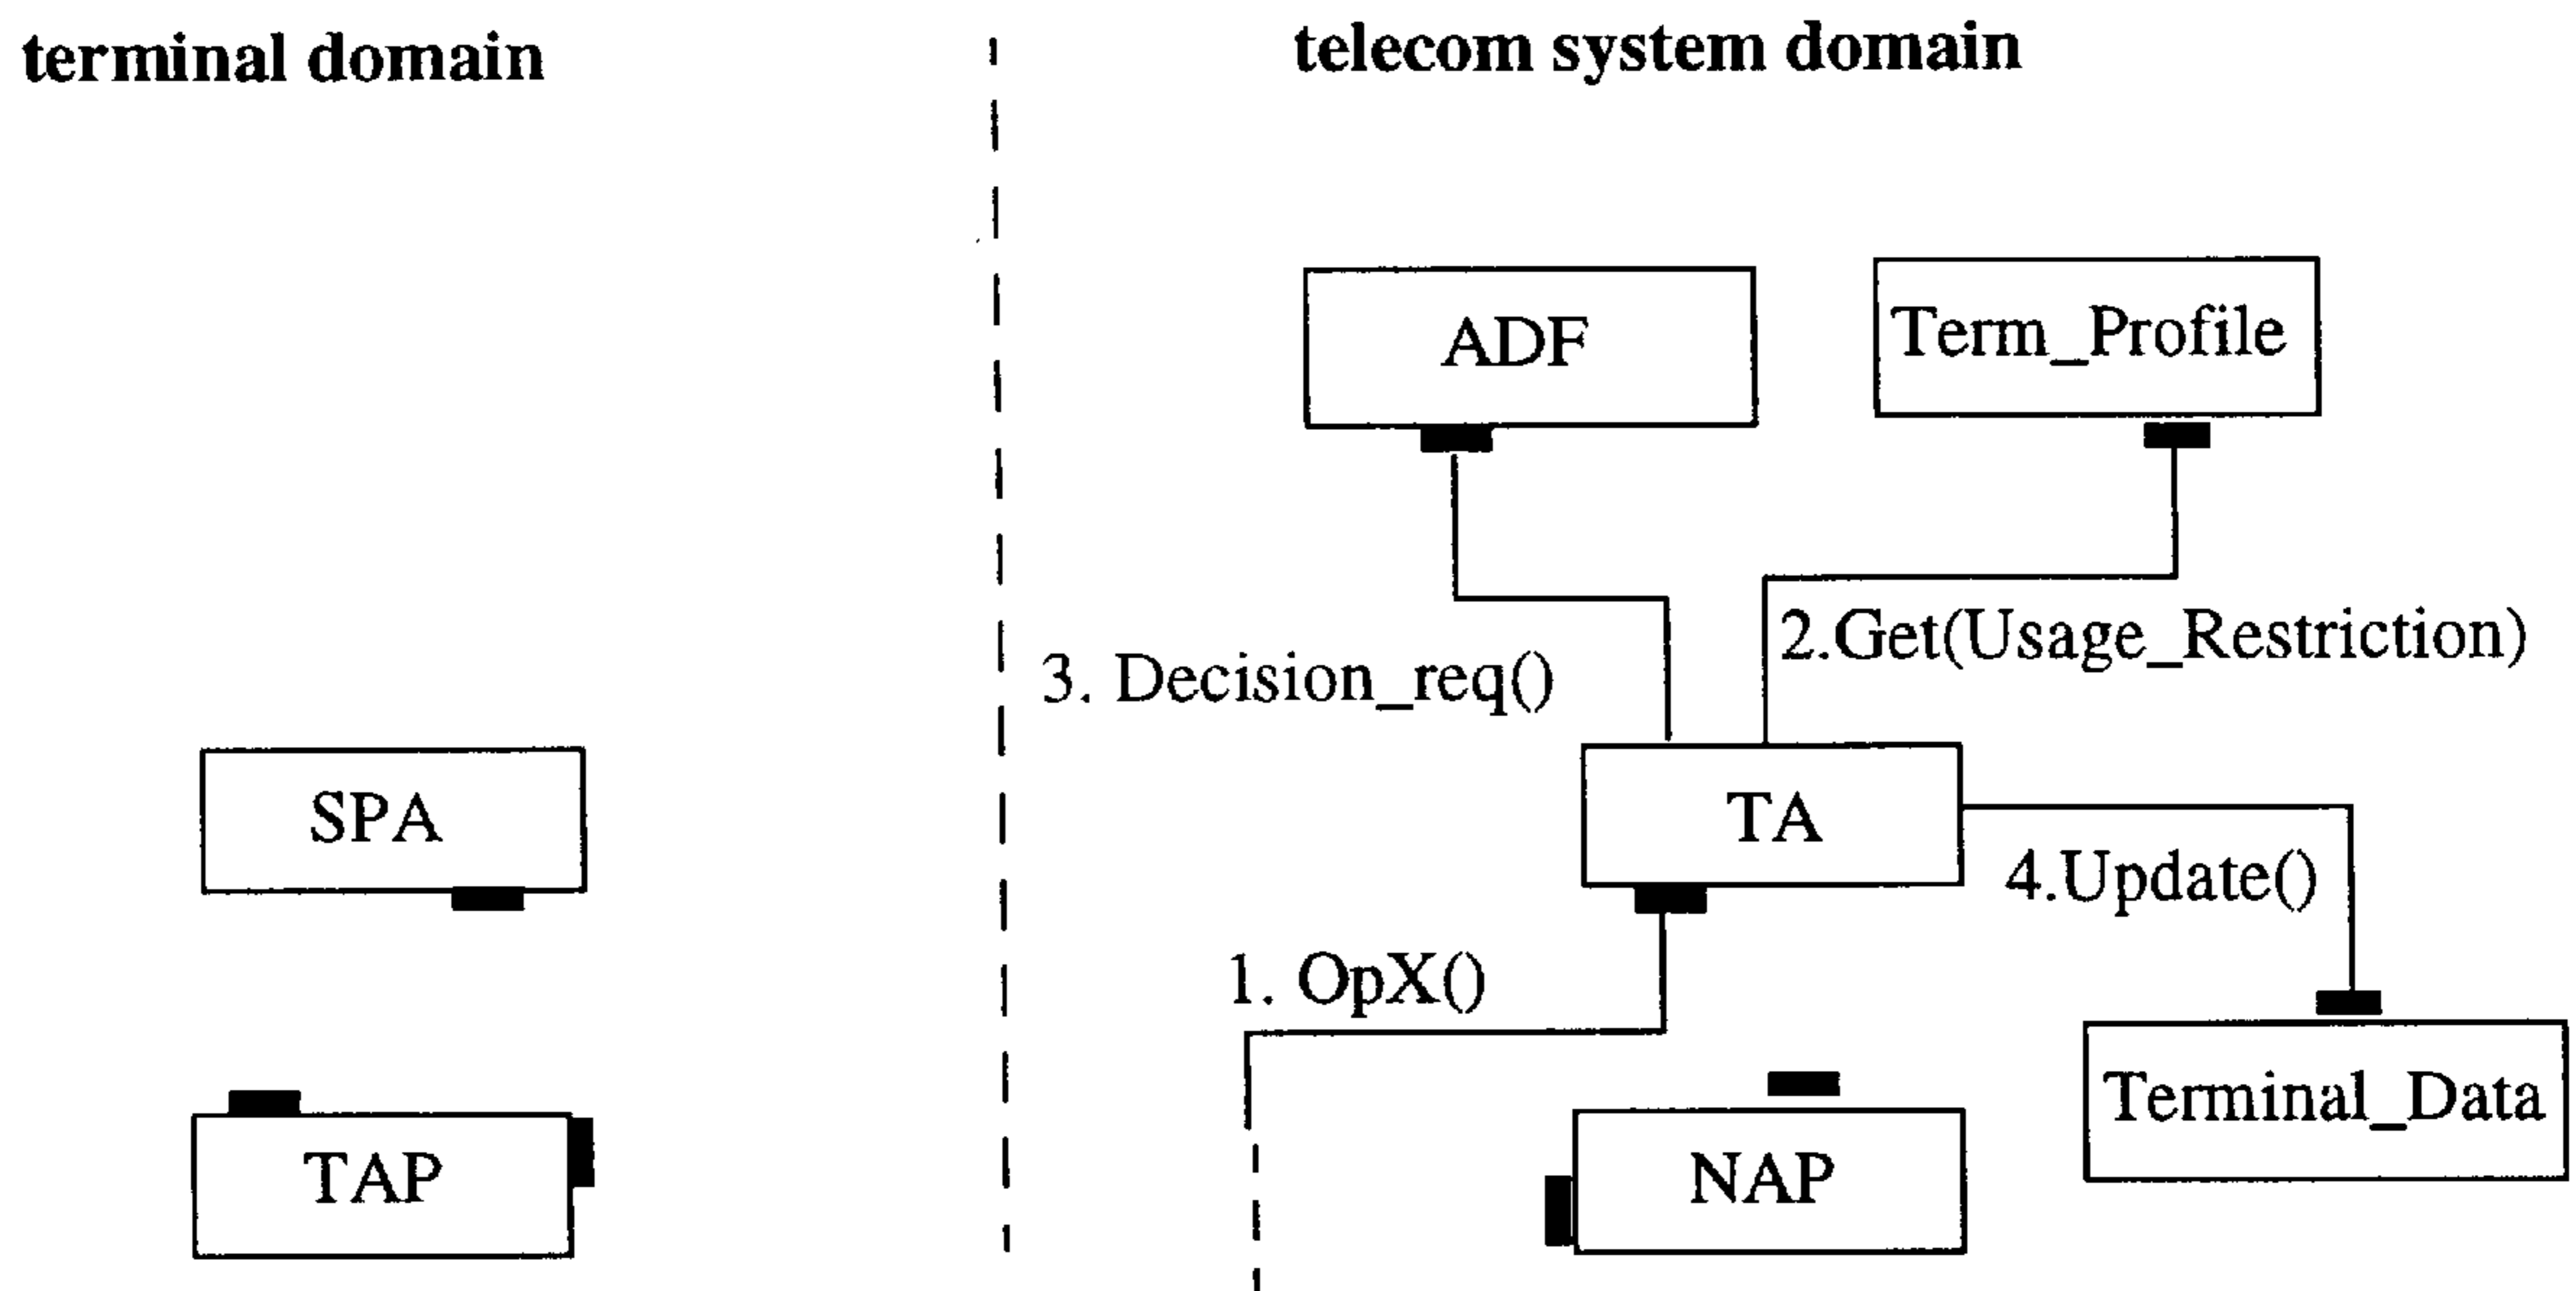 terminal domain
telecom system domain
ADF
Term_Profile
2.Get(Usage_Restriction)
3. Decision_req()
SPA
TA
4.Update()
1. OpX()
TAP
NAP
Terminal_Data